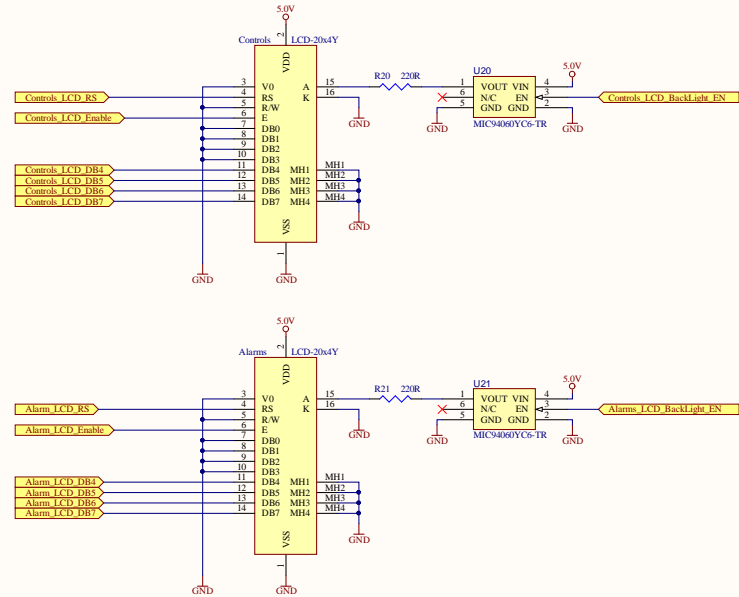 5.0V
2
Controls LCD-20x4Y
VDD
U20
5.0V
3 V0 A 15 R20 220R 1 VOUT VIN 4
Controls_LCD_RS 4 RS K 16 6 N/C EN 3 Controls_LCD_BackLight_EN
5 R/W 5 GND GND 2
Controls_LCD_Enable 6 E GND GND MIC94060YC6-TR GND
7 DB0
8 DB1
9 DB2
10 DB3
Controls_LCD_DB4 11 DB4 MH1 MH1
Controls_LCD_DB5 12 DB5 MH2 MH2
Controls_LCD_DB6 13 DB6 MH3 MH3
Controls_LCD_DB7 14 DB7 MH4 MH4
VSS
GND
1
GND GND
5.0V
2
Alarms LCD-20x4Y
VDD
U21
5.0V
3 V0 A 15 R21 220R 1 VOUT VIN 4
Alarm_LCD_RS 4 RS K 16 6 N/C EN 3 Alarms_LCD_BackLight_EN
5 R/W 5 GND GND 2
Alarm_LCD_Enable 6 E GND GND MIC94060YC6-TR GND
7 DB0
8 DB1
9 DB2
10 DB3
Alarm_LCD_DB4 11 DB4 MH1 MH1
Alarm_LCD_DB5 12 DB5 MH2 MH2
Alarm_LCD_DB6 13 DB6 MH3 MH3
Alarm_LCD_DB7 14 DB7 MH4 MH4
VSS
GND
1
GND GND